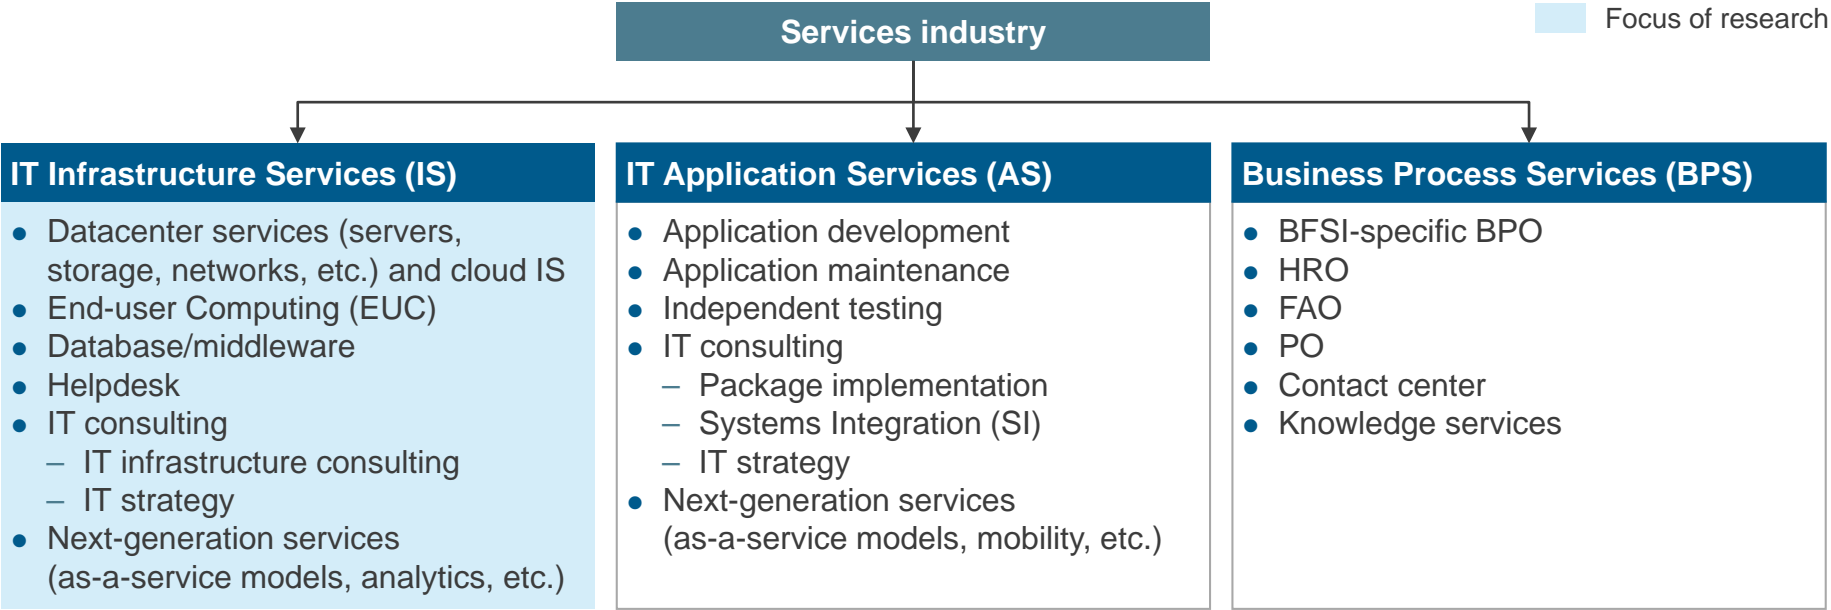 Services industry
Focus of research
IT Infrastructure Services (IS)
● Datacenter services (servers,
storage, networks, etc.) and cloud IS
● End-user Computing (EUC)
● Database/middleware
● Helpdesk
● IT consulting
– IT infrastructure consulting
– IT strategy
● Next-generation services
(as-a-service models, analytics, etc.)
IT Application Services (AS)
● Application development
● Application maintenance
● Independent testing
● IT consulting
– Package implementation
– Systems Integration (SI)
– IT strategy
● Next-generation services
(as-a-service models, mobility, etc.)
Business Process Services (BPS)
● BFSI-specific BPO
● HRO
● FAO
● PO
● Contact center
● Knowledge services